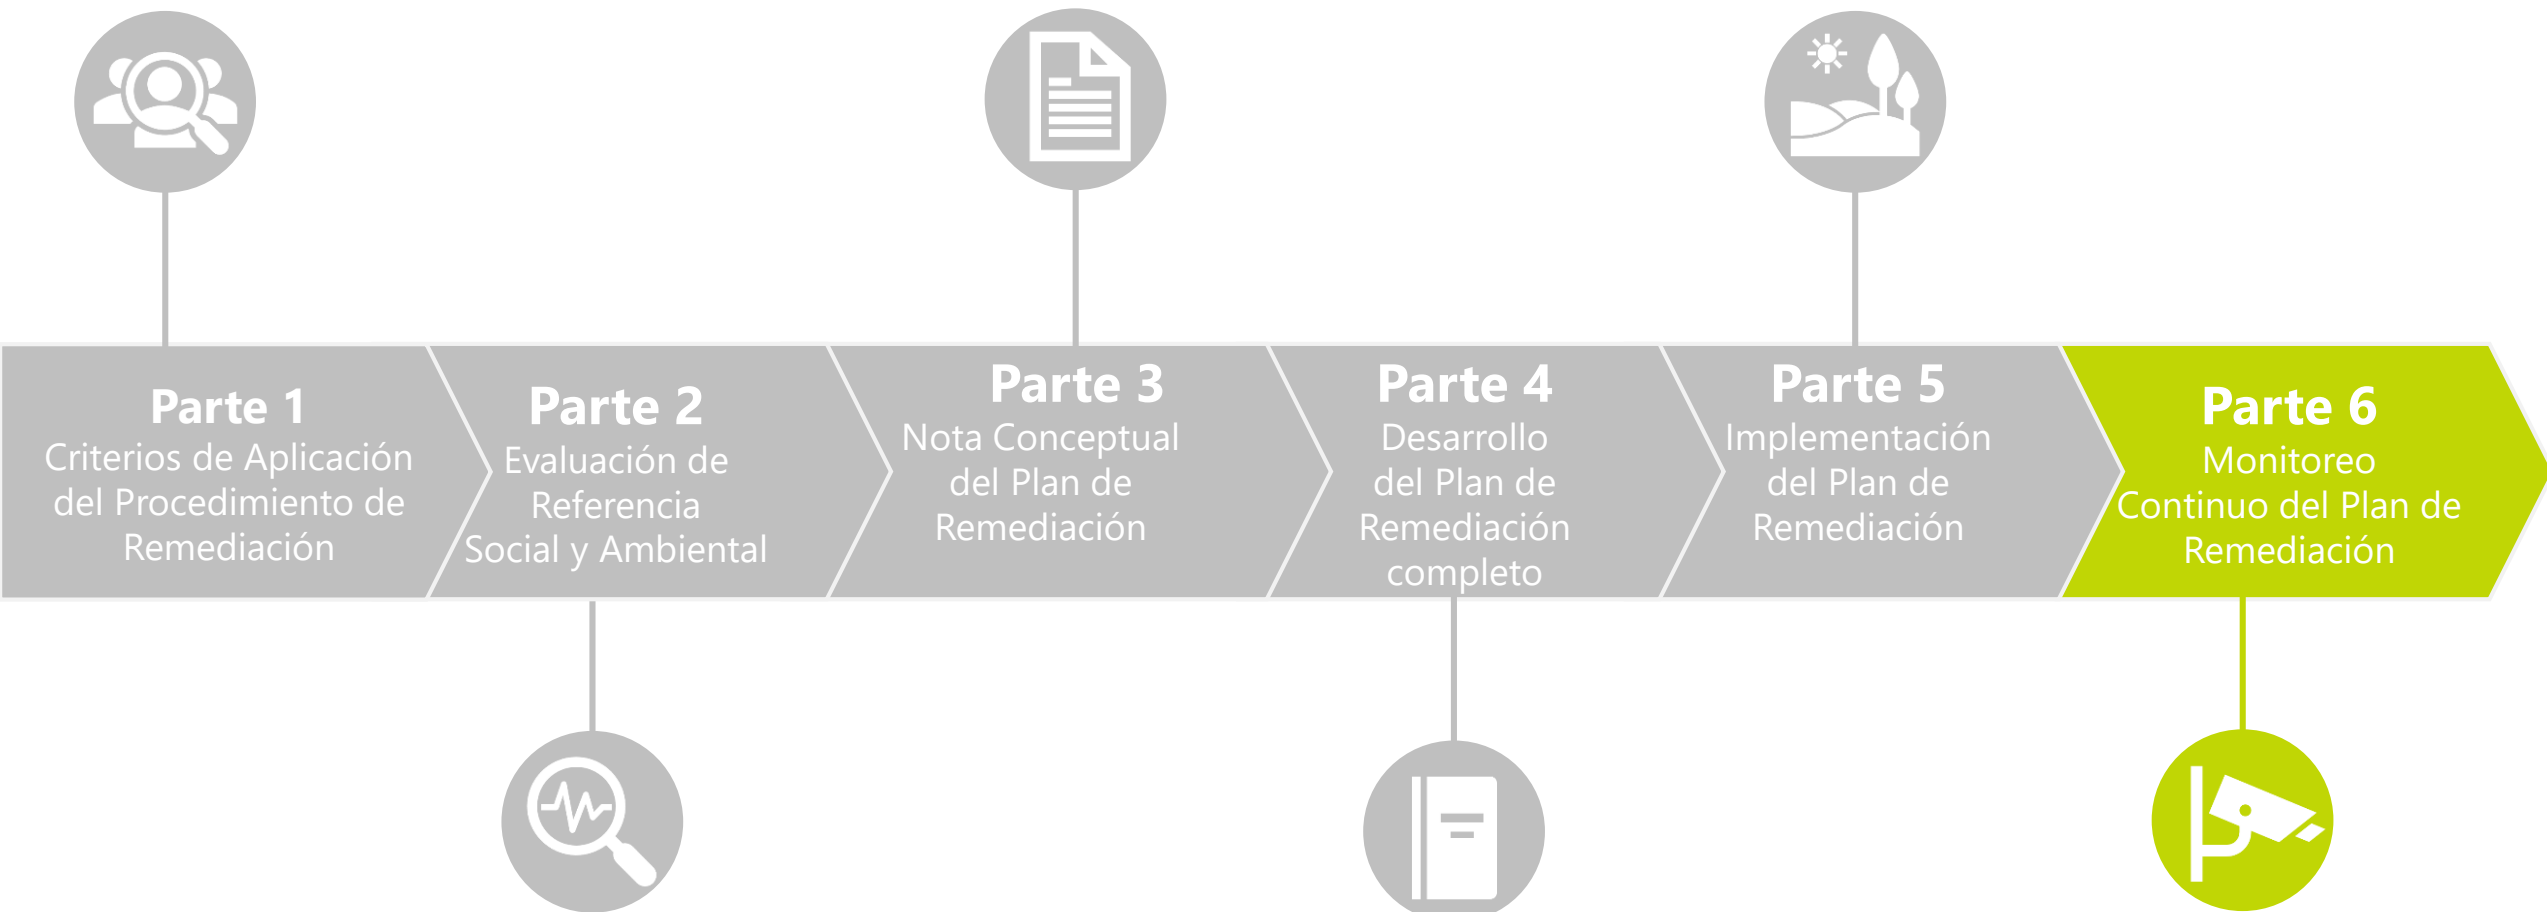 Parte 1
Criterios de Aplicación
del Procedimiento de
Remediación
Parte 2
Evaluación de
Referencia
Social y Ambiental
Parte 3
Nota Conceptual
del Plan de
Remediación
Parte 4
Desarrollo
del Plan de
Remediación
completo
Parte 5
Implementación
del Plan de
Remediación
Parte 6
Monitoreo
Continuo del Plan de
Remediación